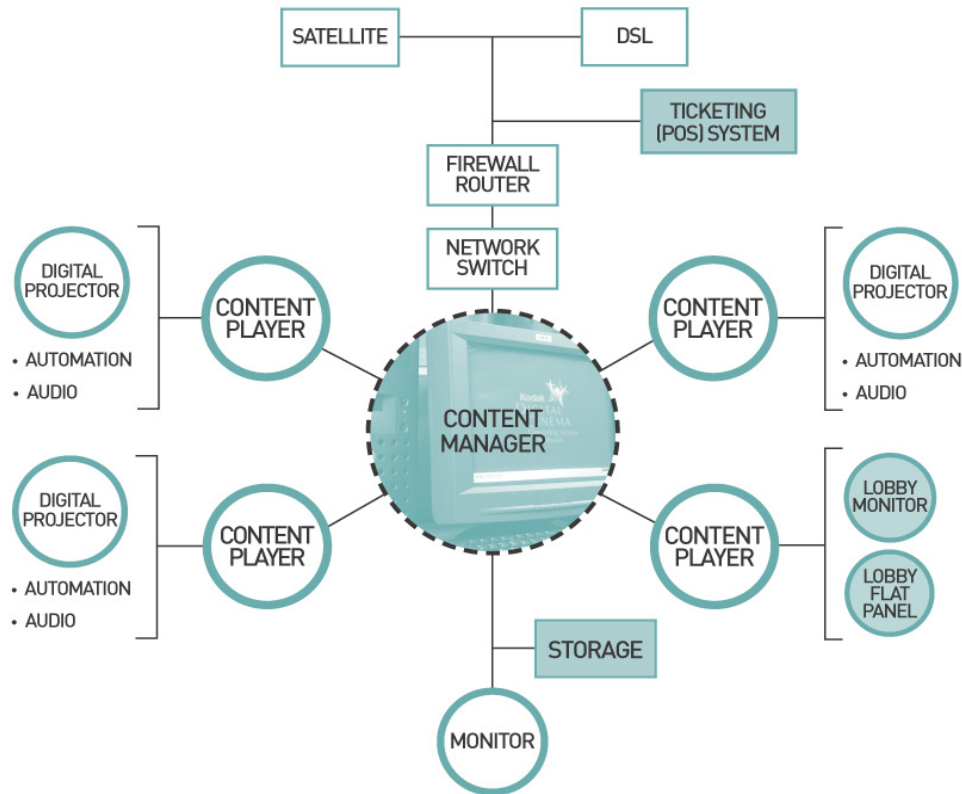 SATELLITE
DSL
TICKETING
(POS) SYSTEM
FIREWALL
ROUTER
NETWORK
SWITCH
DIGITAL
PROJECTOR
• AUTOMATION
• AUDIO
CONTENT
PLAYER
CONTENT
PLAYER
DIGITAL
PROJECTOR
• AUTOMATION
• AUDIO
Kodak
DIGITAL
CINEMA
CONTENT
MANAGER
DIGITAL
PROJECTOR
• AUTOMATION
• AUDIO
CONTENT
PLAYER
CONTENT
PLAYER
LOBBY
MONITOR
LOBBY
FLAT
PANEL
STORAGE
MONITOR